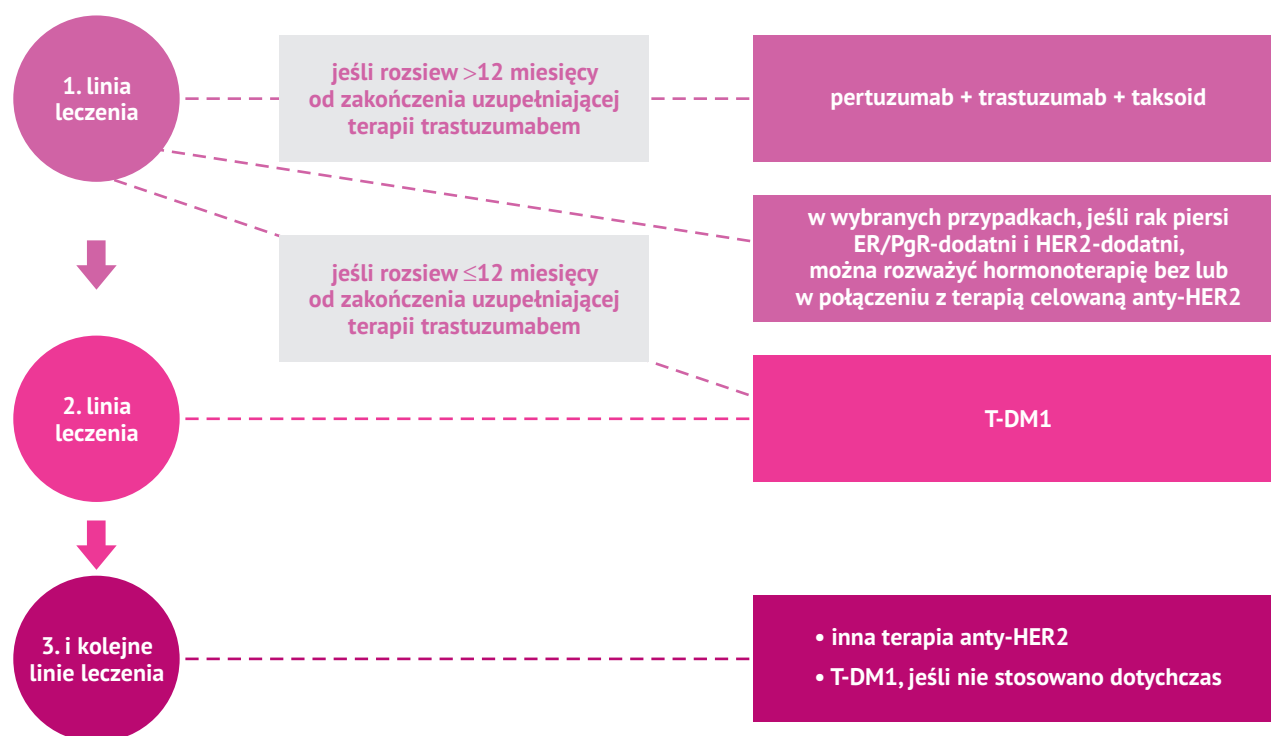 1. linia
leczenia
jeśli rozsiew >12 miesięcy
od zakończenia uzupełniającej
terapii trastuzumabem
pertuzumab + trastuzumab + taksoid
w wybranych przypadkach, jeśli rak piersi
ER/PgR-dodatni i HER2-dodatni,
można rozważyć hormonoterapię bez lub
w połączeniu z terapią celowaną anty-HER2
jeśli rozsiew ≤12 miesięcy
od zakończenia uzupełniającej
terapii trastuzumabem
2. linia
leczenia
T-DM1
3. i kolejne
linie leczenia
• inna terapia anty-HER2
• T-DM1, jeśli nie stosowano dotychczas